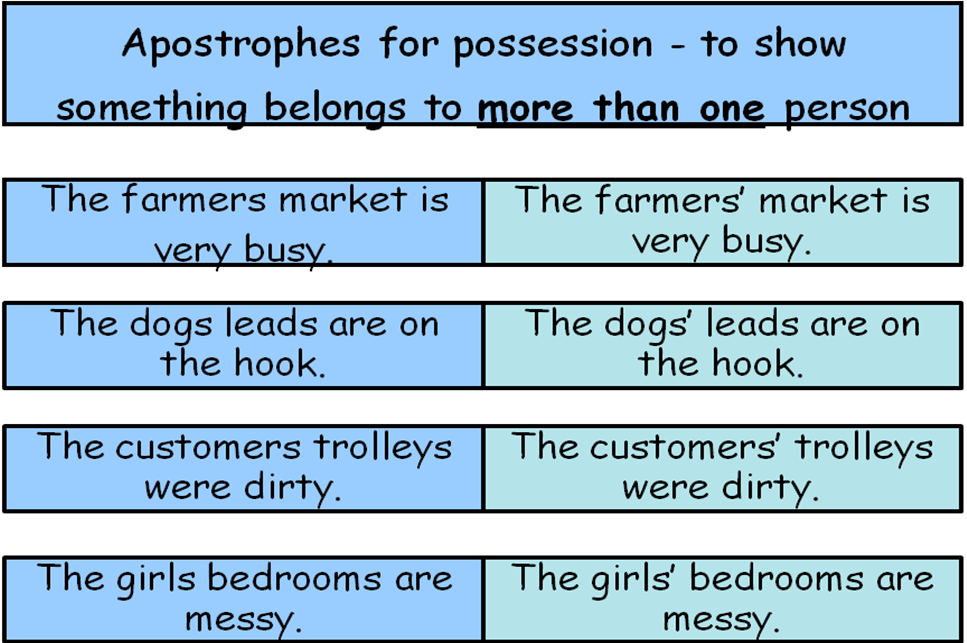 Apostrophes for possession - to show
something belongs to more than one person
The farmers market is
very busy.
The farmers’ market is
very busy.
The dogs leads are on
the hook.
The dogs’ leads are on
the hook.
The customers trolleys
were dirty.
The customers’ trolleys
were dirty.
The girls bedrooms are
messy.
The girls’ bedrooms are
messy.